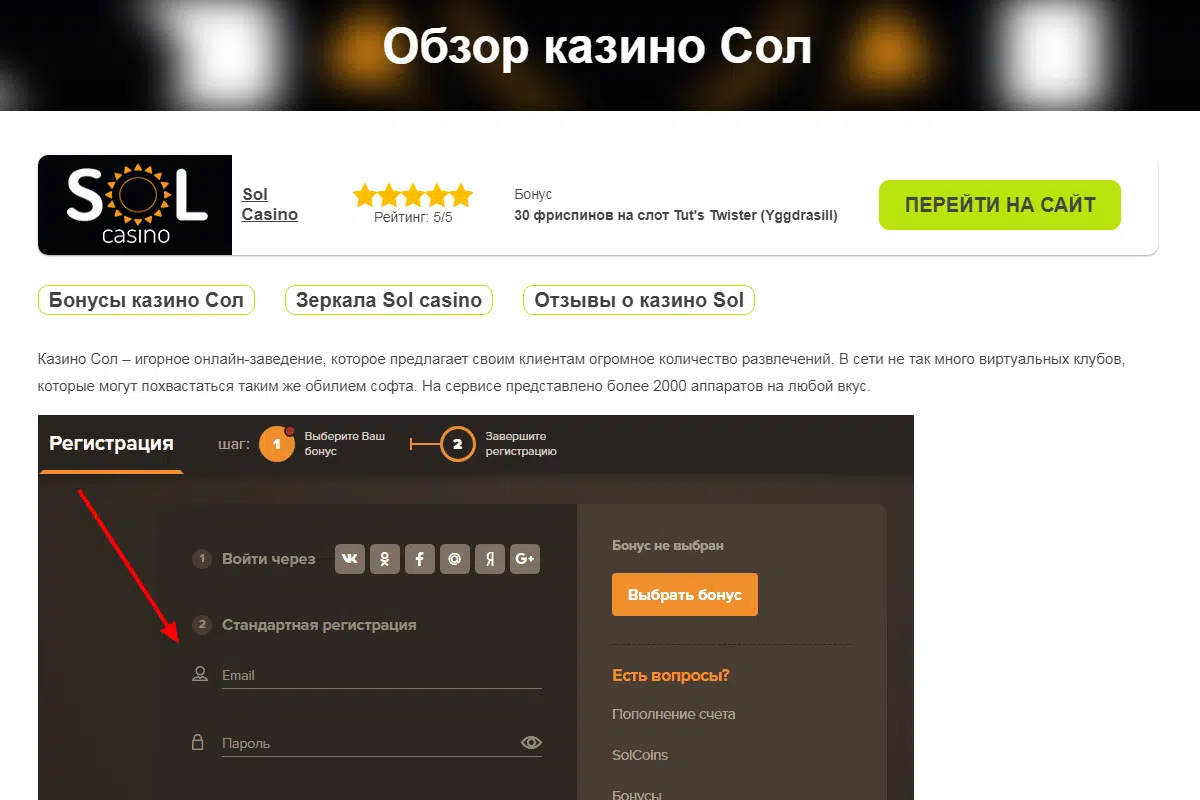 Обзор казино Сол
SOL
casino
Sol
Casino
Рейтинг: 5/5
Бонус
30 фриспинов на слот Tut's Twister (Yggdrasill)
ПЕРЕЙТИ НА САЙТ
Бонусы казино Сол
Зеркала Sol casino
Отзывы о казино Sol
Казино Сол – игорное онлайн-заведение, которое предлагает своим клиентам огромное количество развлечений. В сети не так много виртуальных клубов,
которые могут похвастаться таким же обилием софта. На сервисе представлено более 2000 аппаратов на любой вкус.
Регистрация
шаг:
1
Выберите Ваш
бонус
2
Завершите
регистрацию
1 Войти через
Я
G+
2 Стандартная регистрация
Email
Пароль
Бонус не выбран
Выбрать бонус
Есть вопросы?
Пополнение счета
SolCoins
Бонусы